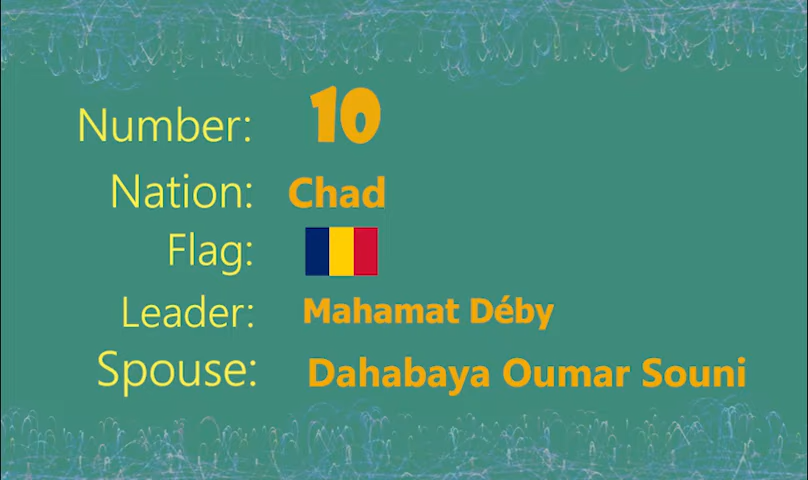 Number: 10
Nation: Chad
Flag:
Leader: Mahamat Déby
Spouse: Dahabaya Oumar Souni